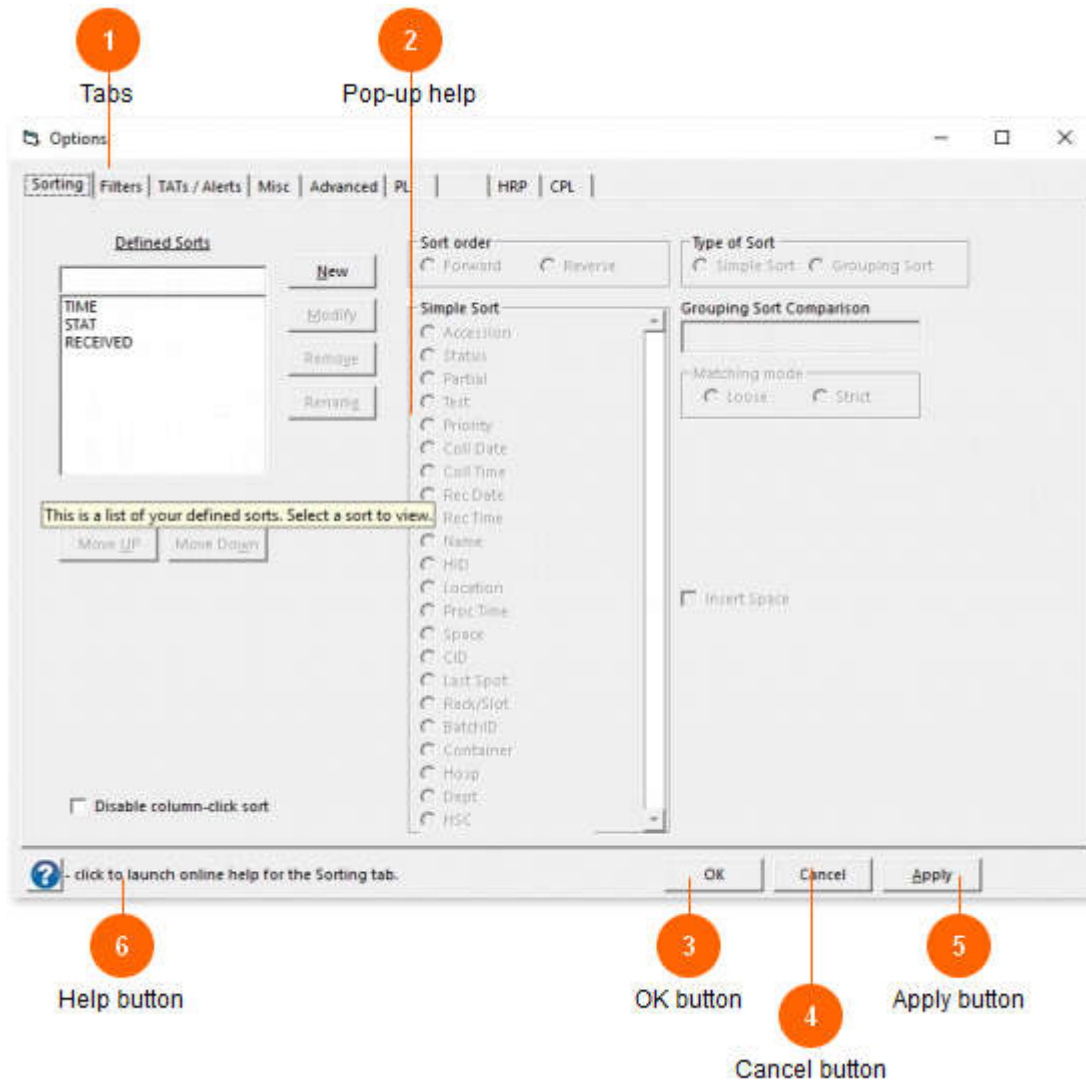 1
2
Tabs
Pop-up help
Options
Sorting Filters TATs / Alerts Misc Advanced PL HRP CPL
Defined Sorts
New
Modify
Remove
Rename
TIME
STAT
RECEIVED
This is a list of your defined sorts. Select a sort to view.
Move UP Move Down
Disable column-click sort
Sort order
Forward Reverse
Simple Sort
Accession
Status
Partial
Test
Priority
Coll Date
Coll Time
Rec Date
Rec Time
Name
HID
Location
Proc Time
Space
CID
Last Spot
Rack/Slot
BatchID
Container
Hosp
Dept
HSC
Type of Sort
Simple Sort Grouping Sort
Grouping Sort Comparison
Matching mode
Loose Strict
Insert Space
? - click to launch online help for the Sorting tab.
OK Cancel Apply
6
3
5
Help button
OK button
Apply button
4
Cancel button